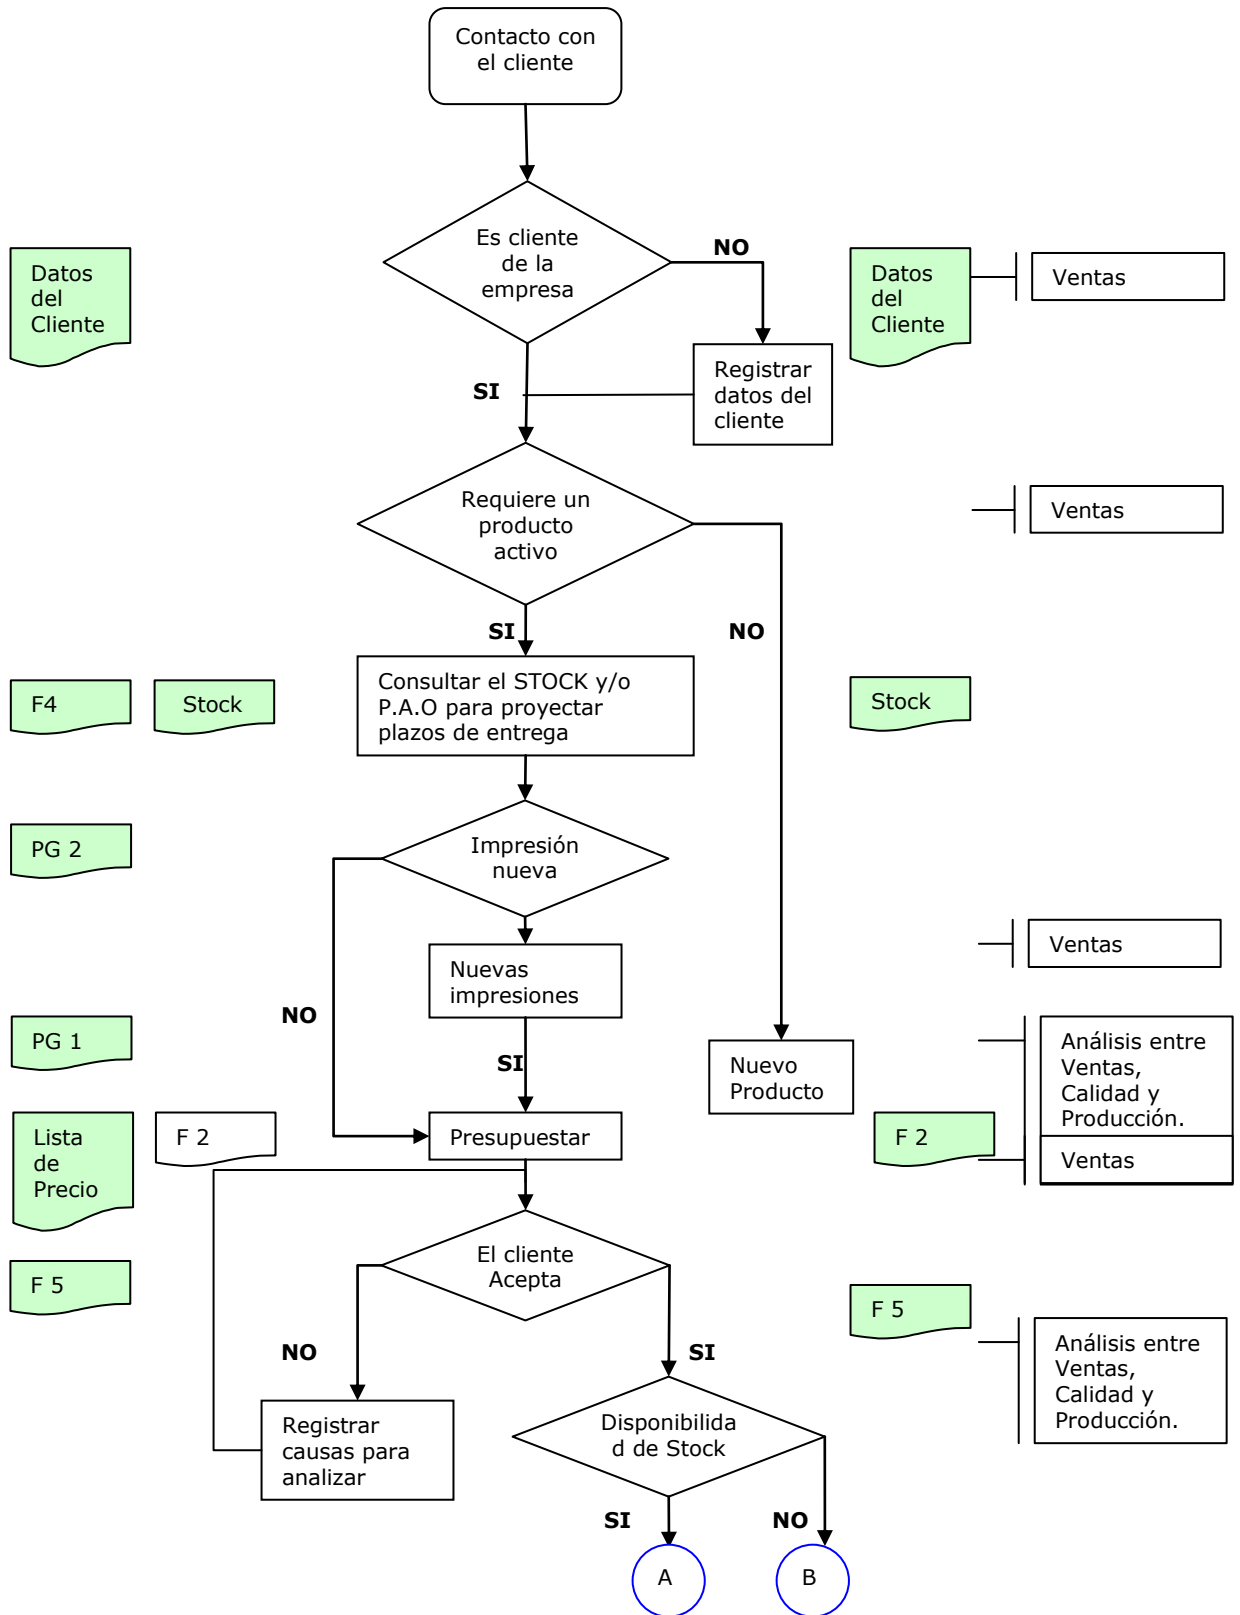 Contacto con
el cliente
Es cliente
de la
empresa
NO
Datos
del
Cliente
Datos
del
Cliente
Ventas
Registrar
datos del
cliente
SI
Requiere un
producto
activo
Ventas
SI
NO
Consultar el STOCK y/o
P.A.O para proyectar
plazos de entrega
F4
Stock
Stock
Impresión
nueva
PG 2
Ventas
Nuevas
impresiones
NO
PG 1
SI
Nuevo
Producto
Análisis entre
Ventas,
Calidad y
Producción.
Lista
de
Precio
F 2
Presupuestar
F 2
Ventas
El cliente
Acepta
F 5
F 5
NO
SI
Análisis entre
Ventas,
Calidad y
Producción.
Registrar
causas para
analizar
Disponibilida
d de Stock
SI
NO
A
B